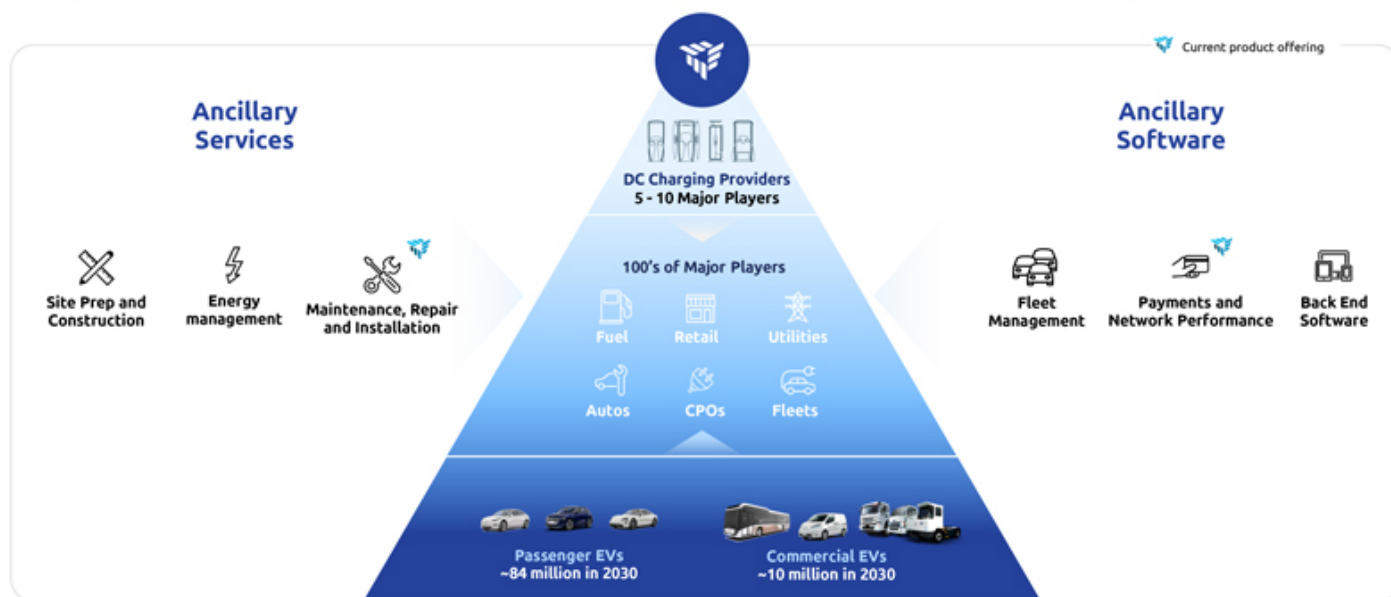 Current product offering
Ancillary
Services
Ancillary
Software
DC Charging Providers
5 - 10 Major Players
100's of Major Players
Site Prep and
Construction
Energy
management
Maintenance, Repair
and Installation
Fuel
Retail
Utilities
Autos
CPOs
Fleets
Fleet
Management
Payments and
Network Performance
Back End
Software
Passenger EVs
~84 million in 2030
Commercial EVs
~10 million in 2030